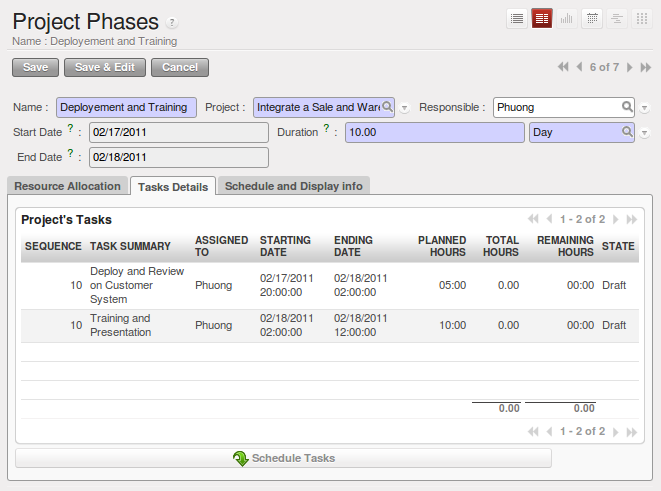 Project Phases ?
Name : Deployement and Training
Save Save & Edit Cancel 6 of 7
Name : Deployement and Training Project : Integrate a Sale and Ware Responsible : Phuong
Start Date ? : 02/17/2011 Duration ? : 10.00 Day
End Date ? : 02/18/2011
Resource Allocation Tasks Details Schedule and Display info
Project's Tasks 1 - 2 of 2
SEQUENCE TASK SUMMARY ASSIGNED TO STARTING DATE ENDING DATE PLANNED HOURS TOTAL HOURS REMAINING HOURS STATE
10 Deploy and Review on Customer System Phuong 02/17/2011 20:00:00 02/18/2011 02:00:00 05:00 0.00 00:00 Draft
10 Training and Presentation Phuong 02/18/2011 02:00:00 02/18/2011 12:00:00 10:00 0.00 00:00 Draft
0.00 0.00
1 - 2 of 2
Schedule Tasks